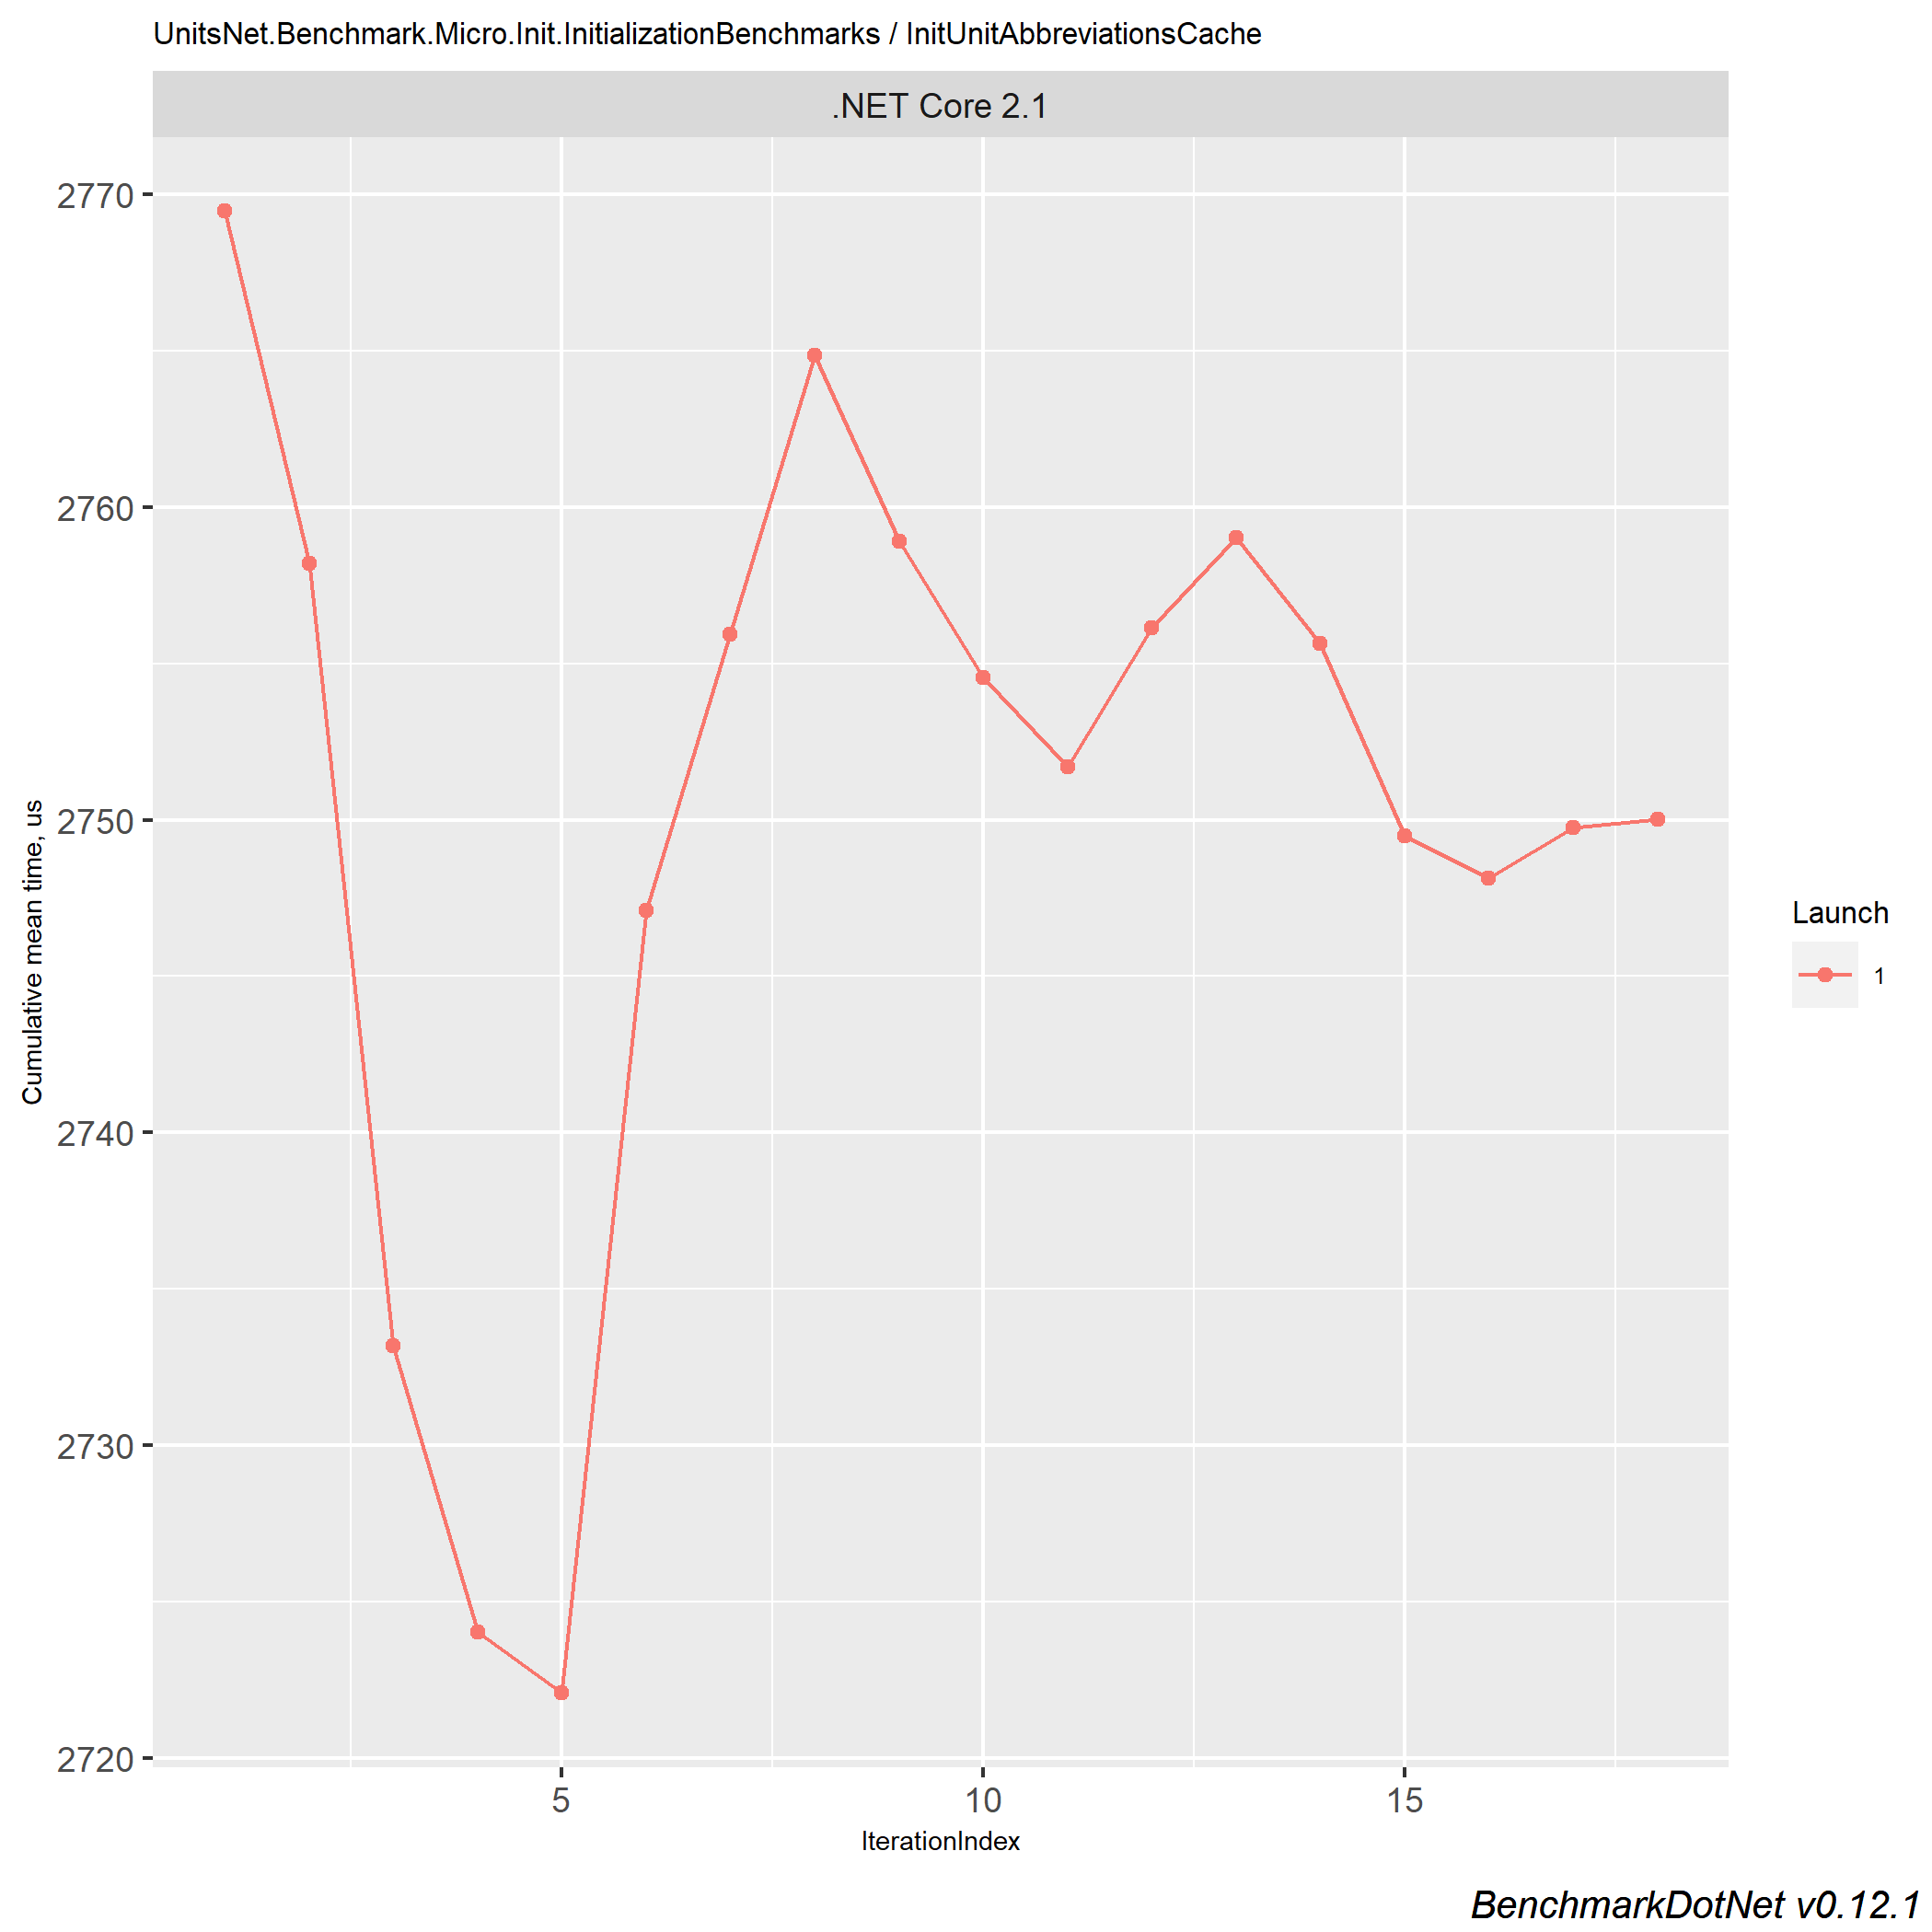 UnitsNet.Benchmark.Micro.Init.InitializationBenchmarks / InitUnitAbbreviationsCache
.NET Core 2.1
2770
2760
2750
2740
2730
2720
Cumulative mean time, us
5
10
15
IterationIndex
Launch
1
BenchmarkDotNet v0.12.1